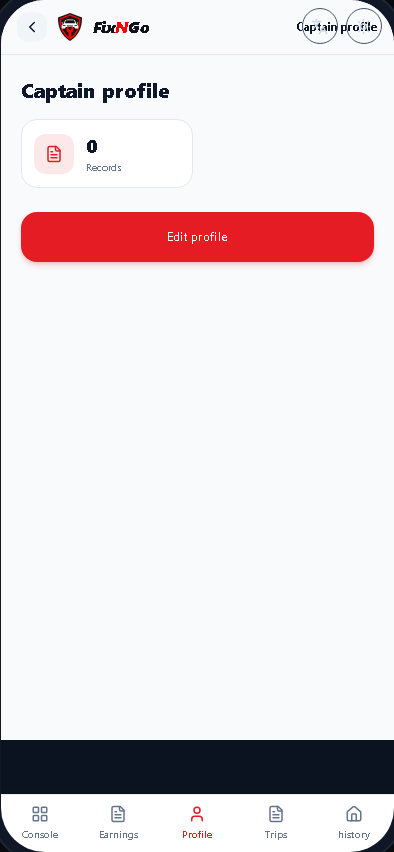 FixNGo
Captain profile
Captain profile
0
Records
Edit profile
Console
Earnings
Profile
Trips
history